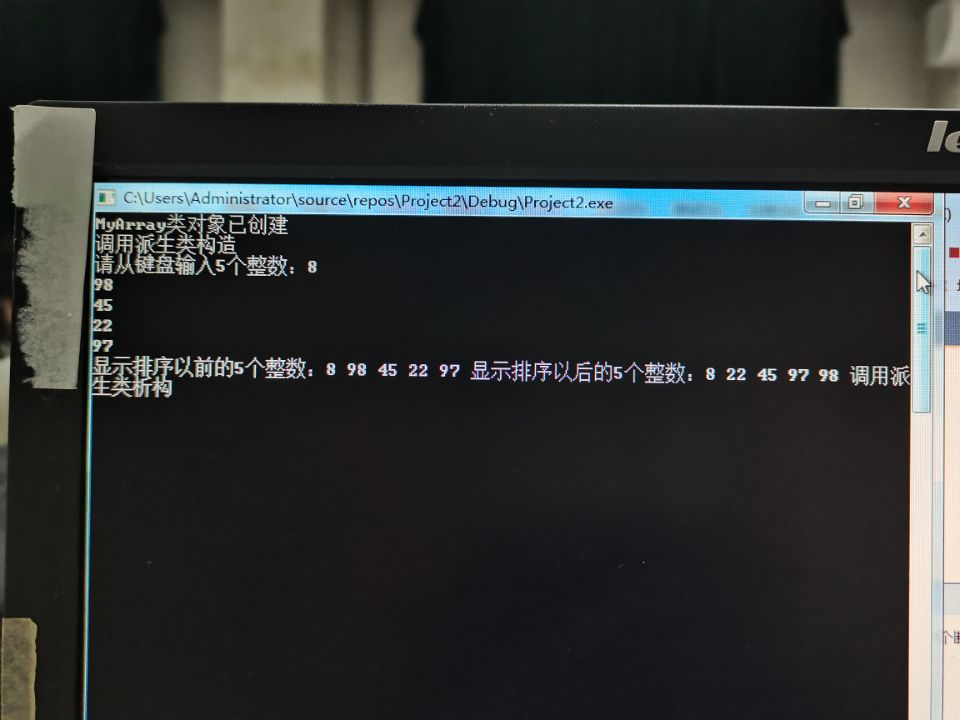 le
C:\Users\Administrator\source\repos\Project2\Debug\Project2.exe
MyArray类对象已创建
调用派生类构造
请从键盘输入5个整数：8
98
45
22
97
显示排序以前的5个整数：8 98 45 22 97 显示排序以后的5个整数：8 22 45 97 98 调用派
生类析构